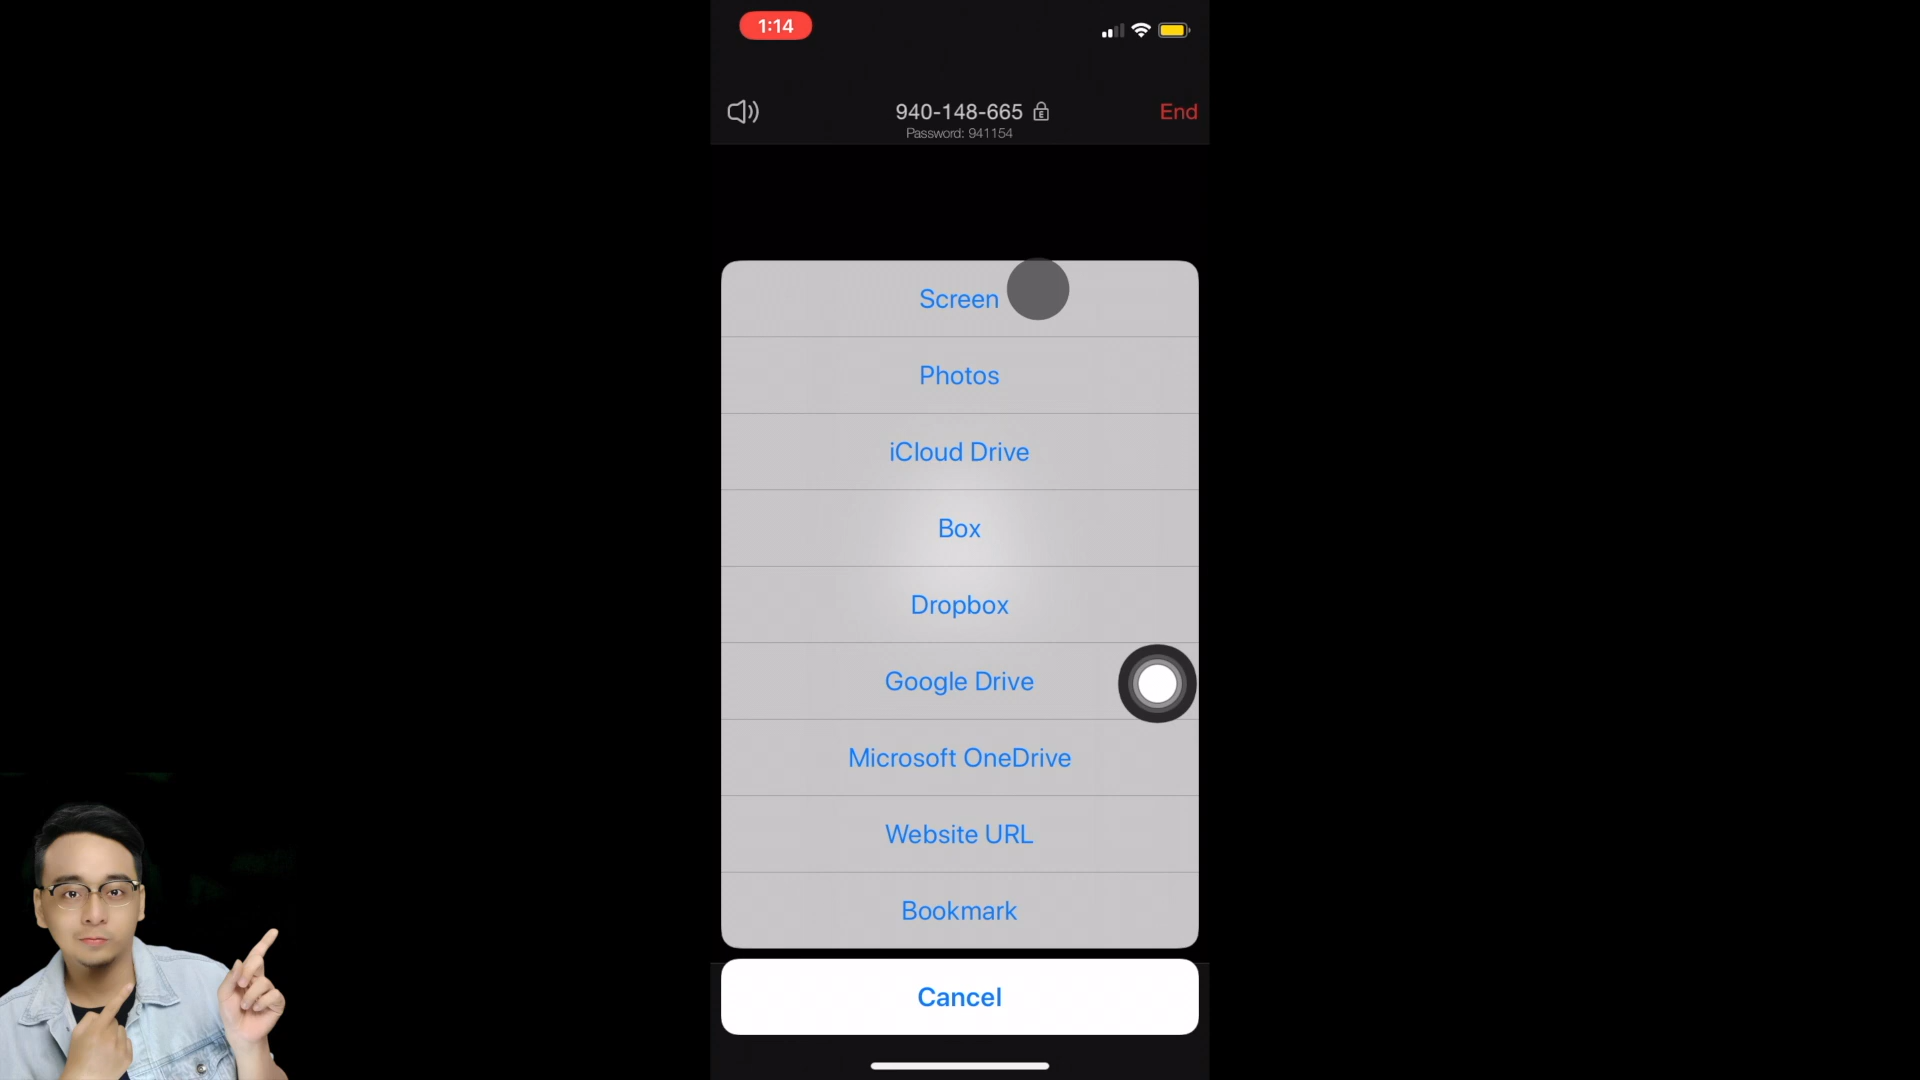 1:14
940-148-665
End
Password: 941154
Screen
Photos
iCloud Drive
Box
Dropbox
Google Drive
Microsoft OneDrive
Website URL
Bookmark
Cancel